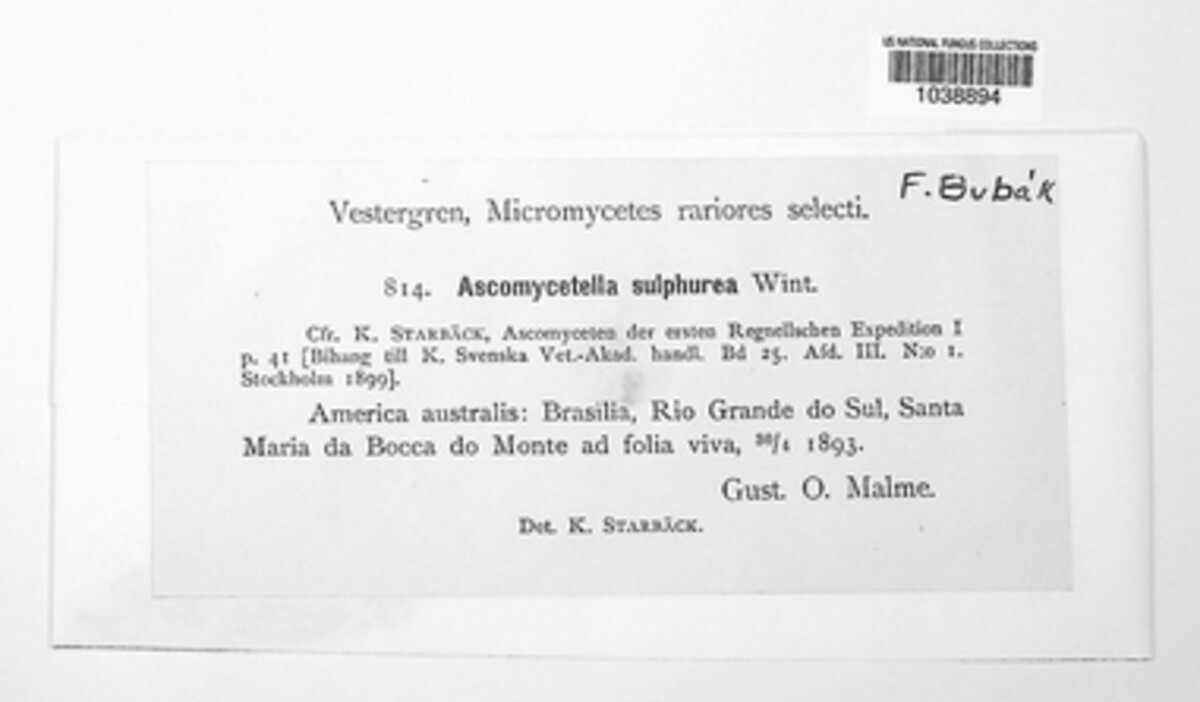 US NATIONAL FUNGUS COLLECTIONS
1038894
F. Bubák
Vestergren, Micromycetes rariores selecti.
814. Ascomycetella sulphurea Wint.
Cfr. K. STARBÄCK, Ascomyceten der ersten Regnellschen Expedition I
p. 41 [Bihang till K. Svenska Vet.-Akad. handl. Bd 25. Afd. III. N:o 1.
Stockholm 1899].
America australis: Brasilia, Rio Grande do Sul, Santa
Maria da Bocca do Monte ad folia viva, /1 1893.
Gust. O. Malme.
Det. K. STARBÄCK.